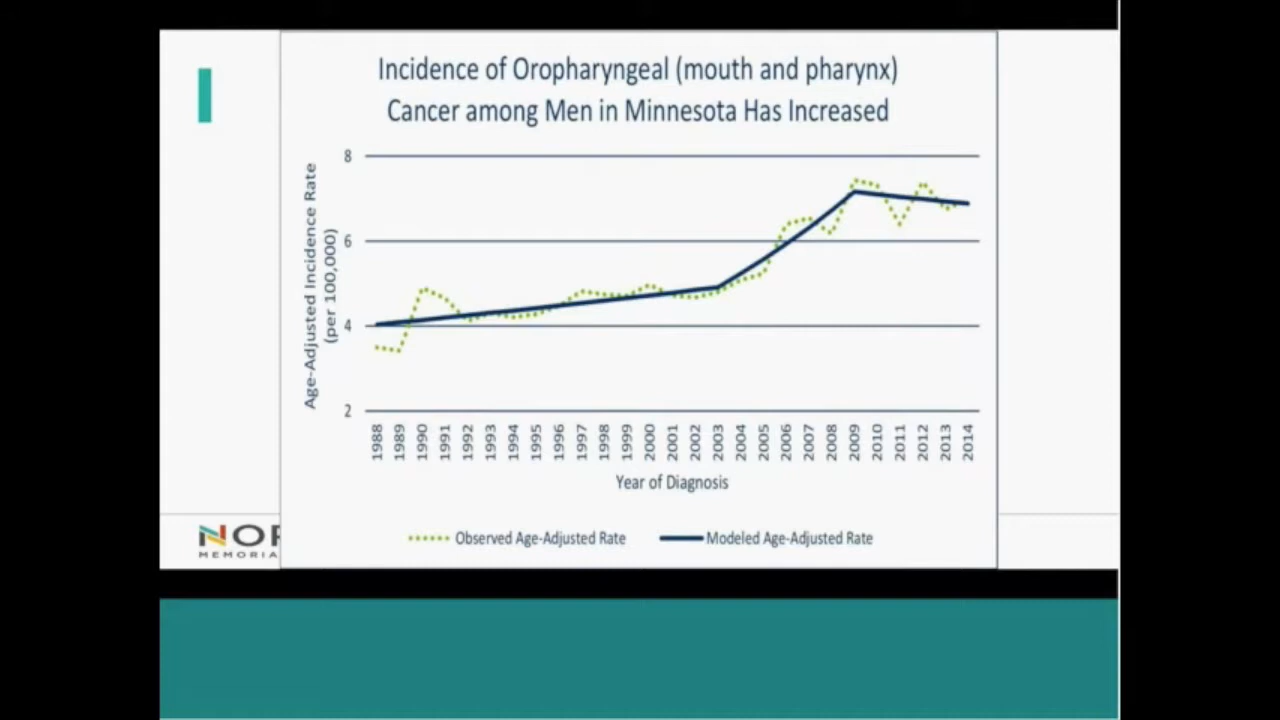 Incidence of Oropharyngeal (mouth and pharynx)
Cancer among Men in Minnesota Has Increased
Age-Adjusted Incidence Rate
(per 100,000)
8
6
4
2
1988 1989 1990 1991 1992 1993 1994 1995 1996 1997 1998 1999 2000 2001 2002 2003 2004 2005 2006 2007 2008 2009 2010 2011 2012 2013 2014
Year of Diagnosis
Observed Age-Adjusted Rate Modeled Age-Adjusted Rate
NOR
MEMORIA